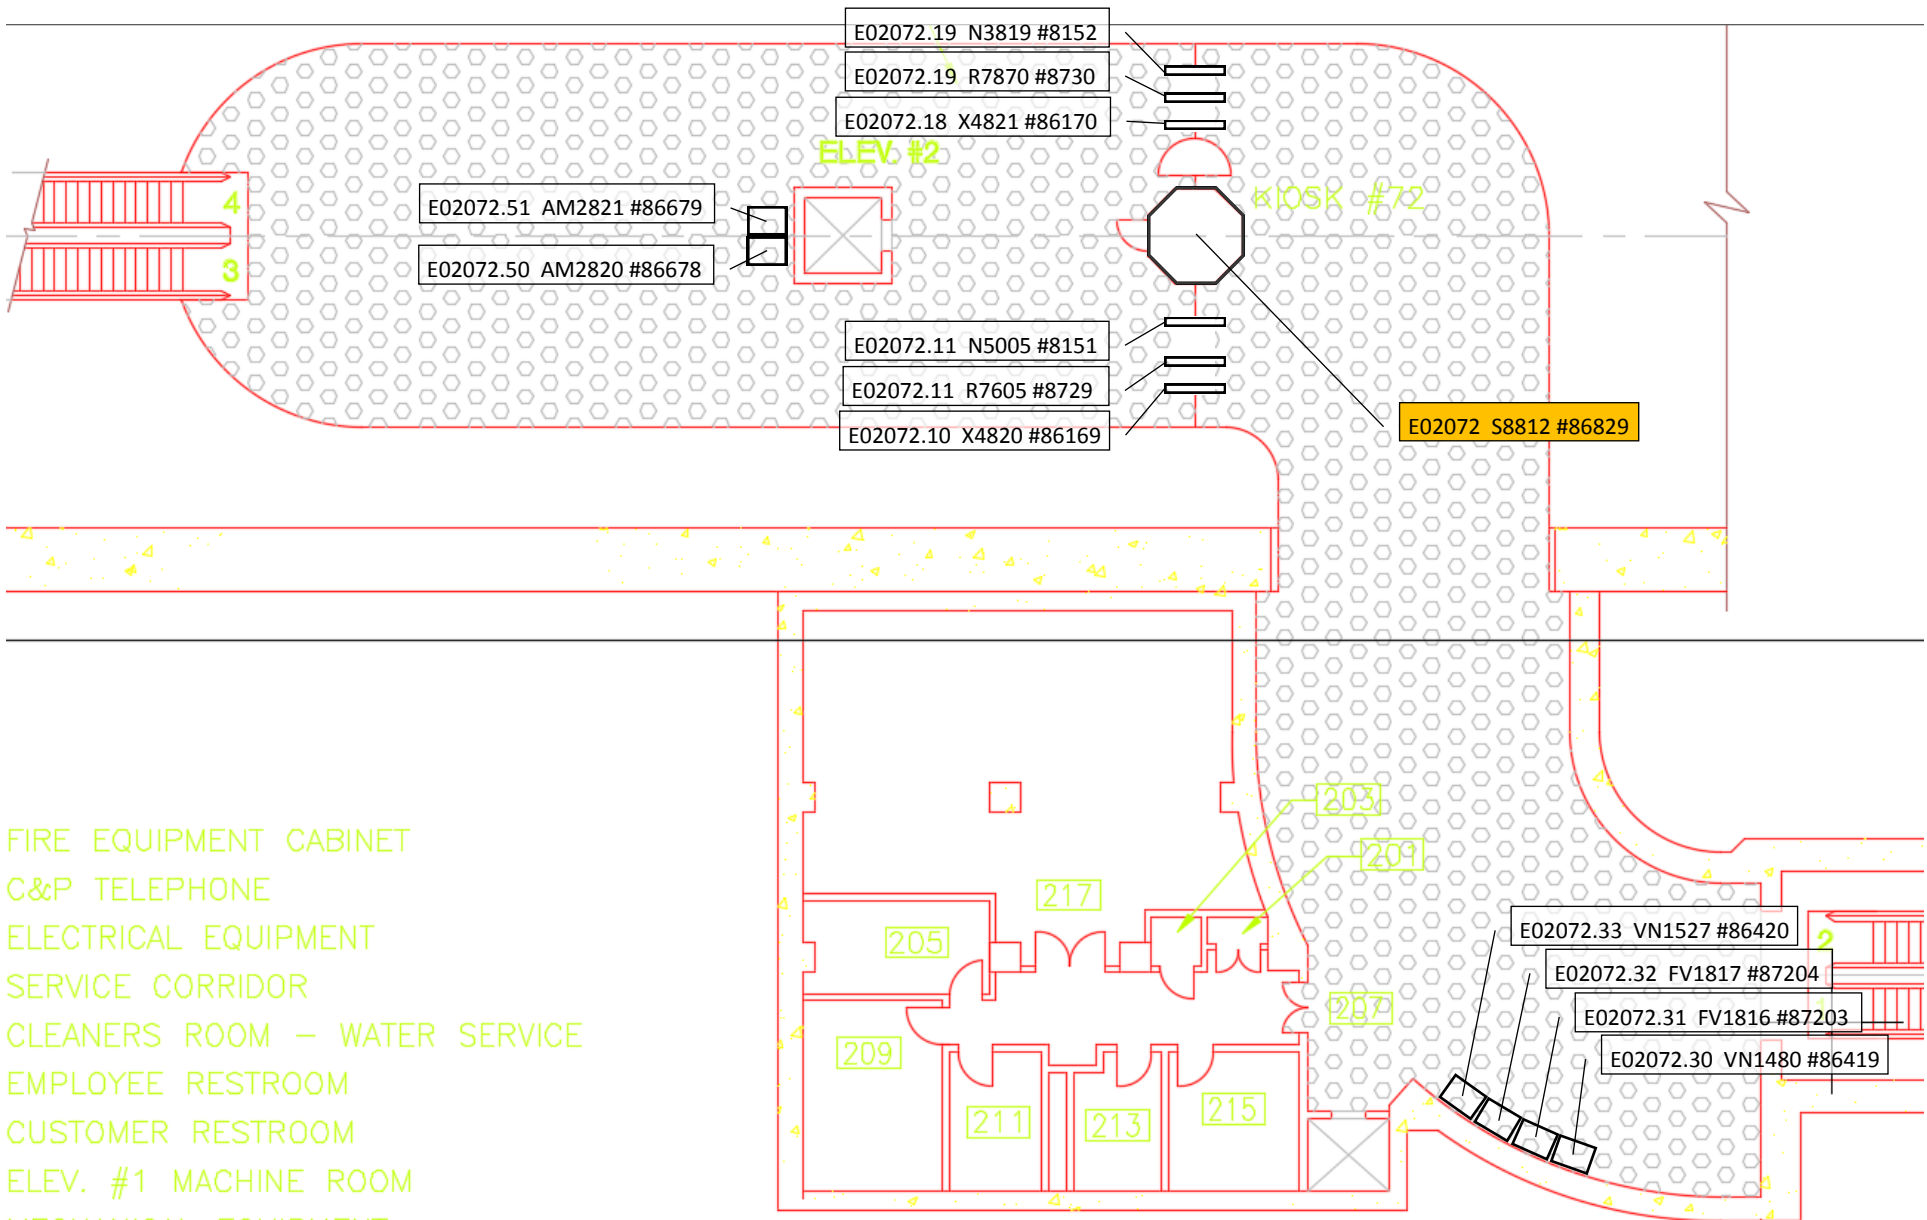 E02072.19 N3819 #8152
E02072.19 R7870 #8730
E02072.18 X4821 #86170
ELEV. #2
KIOSK #72
4
3
E02072.51 AM2821 #86679
E02072.50 AM2820 #86678
E02072.11 N5005 #8151
E02072.11 R7605 #8729
E02072.10 X4820 #86169
E02072 S8812 #86829
203
201
217
205
207
209
211
213
215
E02072.33 VN1527 #86420
2
E02072.32 FV1817 #87204
E02072.31 FV1816 #87203
E02072.30 VN1480 #86419
FIRE EQUIPMENT CABINET
C&P TELEPHONE
ELECTRICAL EQUIPMENT
SERVICE CORRIDOR
CLEANERS ROOM – WATER SERVICE
EMPLOYEE RESTROOM
CUSTOMER RESTROOM
ELEV. #1 MACHINE ROOM